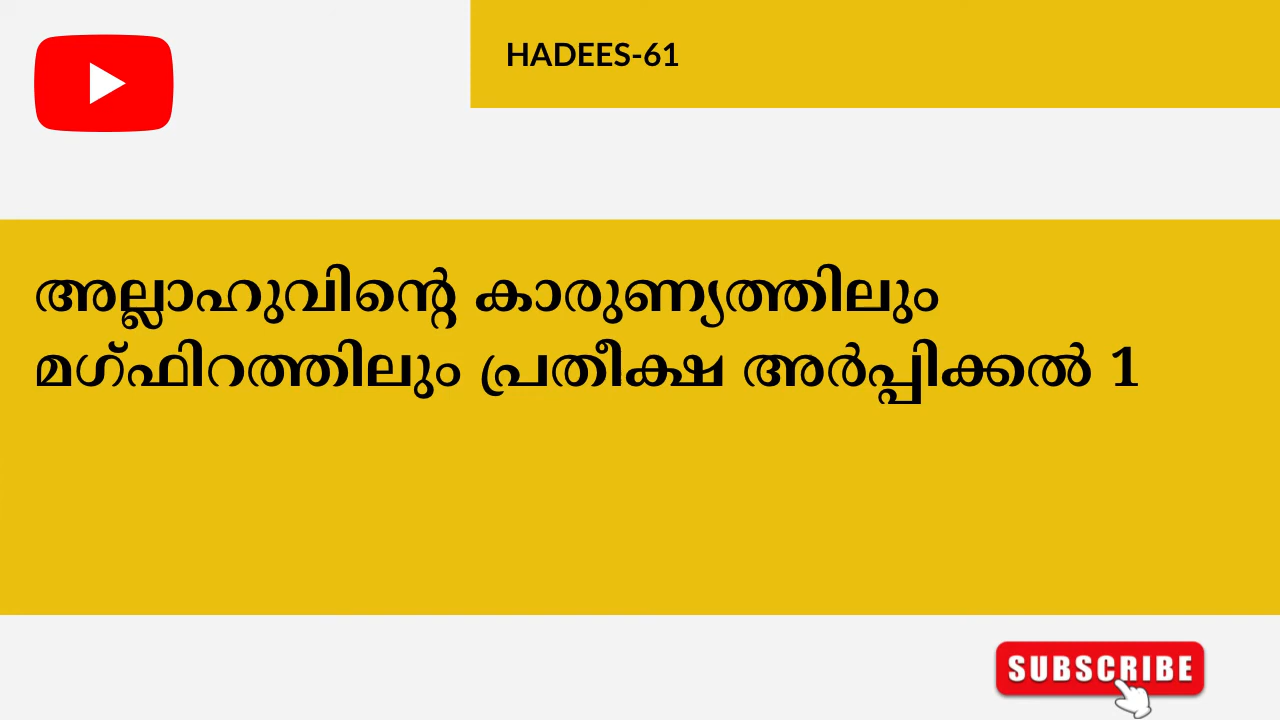 HADEES-61
അല്ലാഹുവിന്റെ കാരുണ്യത്തിലും
മഗ്ഫിറത്തിലും പ്രതീക്ഷ അർപ്പിക്കൽ 1
SUBSCRIBE